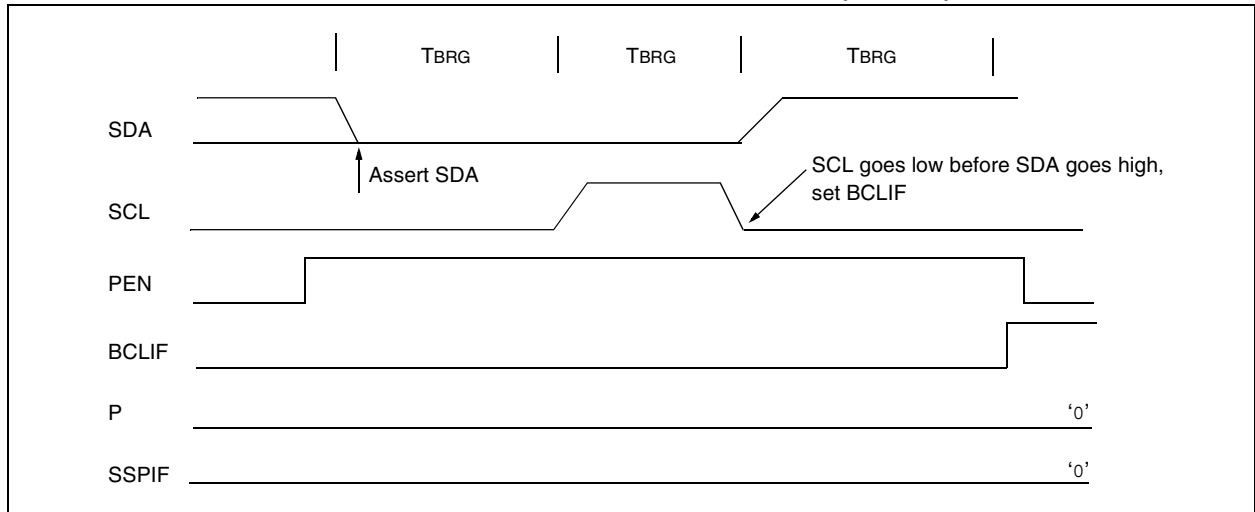 TBRG TBRG TBRG
SDA
Assert SDA
SCL goes low before SDA goes high,
set BCLIF
SCL
PEN
BCLIF
P
‘0’
SSPIF
‘0’